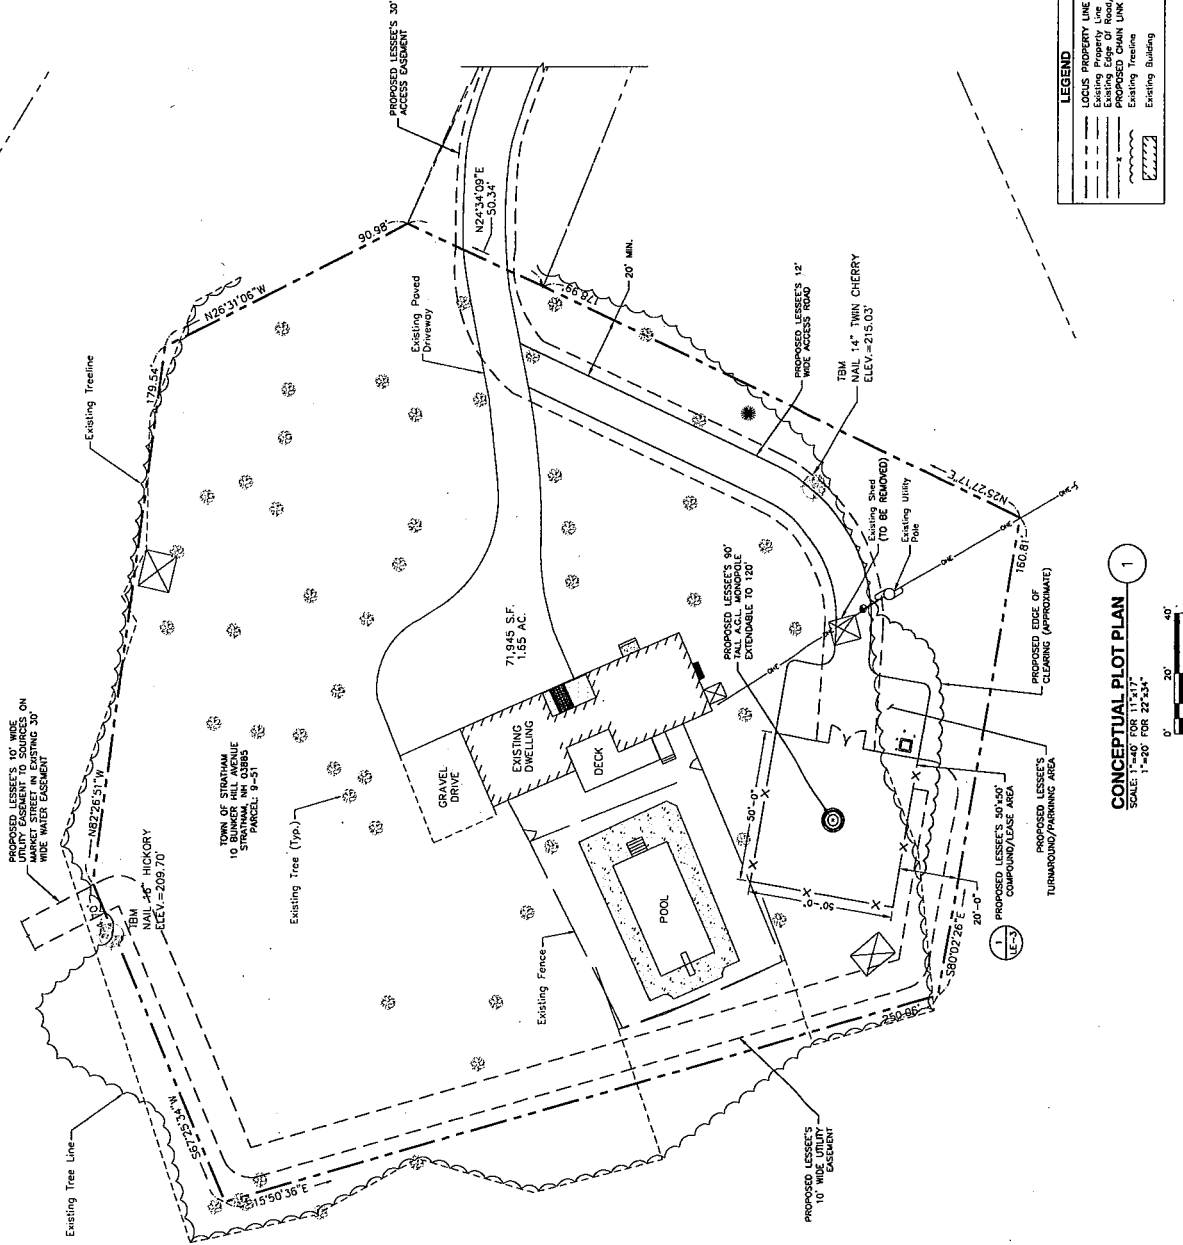 PROPOSED LESSEE'S 30'
ACCESS EASEMENT
LEGEND
LOCUS PROPERTY LINE
Existing Property Line
Existing Edge Of Road/
PROPOSED CHAIN LINK
Existing Treeline
Existing Building
N24°34'09"E
50.34'
90.98'
N26°31'06"W
179.54'
Existing Treeline
Existing Paved
Driveway
178.99'
20' MIN.
PROPOSED LESSEE'S 12'
WIDE ACCESS ROAD
TBM
NAIL 14" TWIN CHERRY
ELEV.=215.03'
Existing Shed
(TO BE REMOVED)
Existing Utility
Pole
N25°27'17"E
OHE-S
OHE
OHE
OHE
160.81'
PROPOSED LESSEE'S 90'
TALL A.G.L. MONOPOLE
EXTENDABLE TO 120'
71,945 S.F.
1.65 AC.
PROPOSED LESSEE'S 10' WIDE
UTILITY EASEMENT TO SOURCES ON
MARKET STREET IN EXISTING 30'
WIDE WATER EASEMENT
N82°26'51"W
TOWN OF STRATHAM
10 BUNKER HILL AVENUE
STRATHAM, NH 03885
PARCEL: 9-51
TBM
NAIL 16" HICKORY
ELEV.=209.70'
Existing Tree (Typ.)
GRAVEL
DRIVE
EXISTING
DWELLING
DECK
POOL
Existing Fence
50'-0"
50'-0"
PROPOSED EDGE OF
CLEARING (APPROXIMATE)
PROPOSED LESSEE'S
TURNAROUND/PARKING AREA
PROPOSED LESSEE'S 50'x50'
COMPOUND/LEASE AREA
1
LE-3
20'-0"
S80°02'26"E
250.06'
Existing Tree Line
S67°25'34"W
S15°50'36"E
PROPOSED LESSEE'S
10' WIDE UTILITY
EASEMENT
CONCEPTUAL PLOT PLAN
1
SCALE: 1"=40' FOR 11"x17"
1"=20' FOR 22"x34"
0'
20'
40'